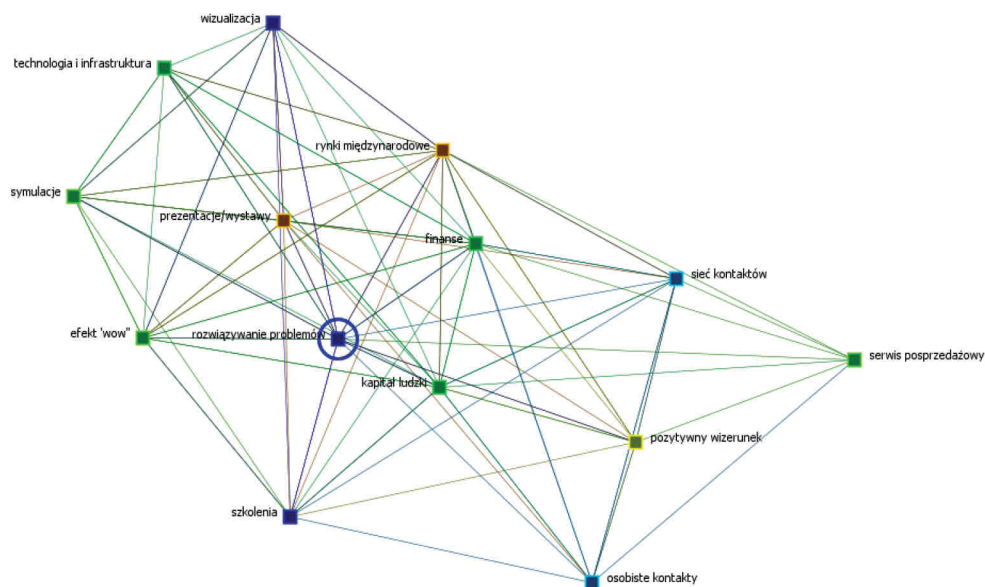 wizualizacja
technologia i infrastruktura
rynki międzynarodowe
symulacje
prezentacje/wystawy
finanse
sieć kontaktów
efekt 'wow"
rozwiązywanie problemów
serwis posprzedażowy
kapitał ludzki
pozytywny wizerunek
szkolenia
osobiste kontakty